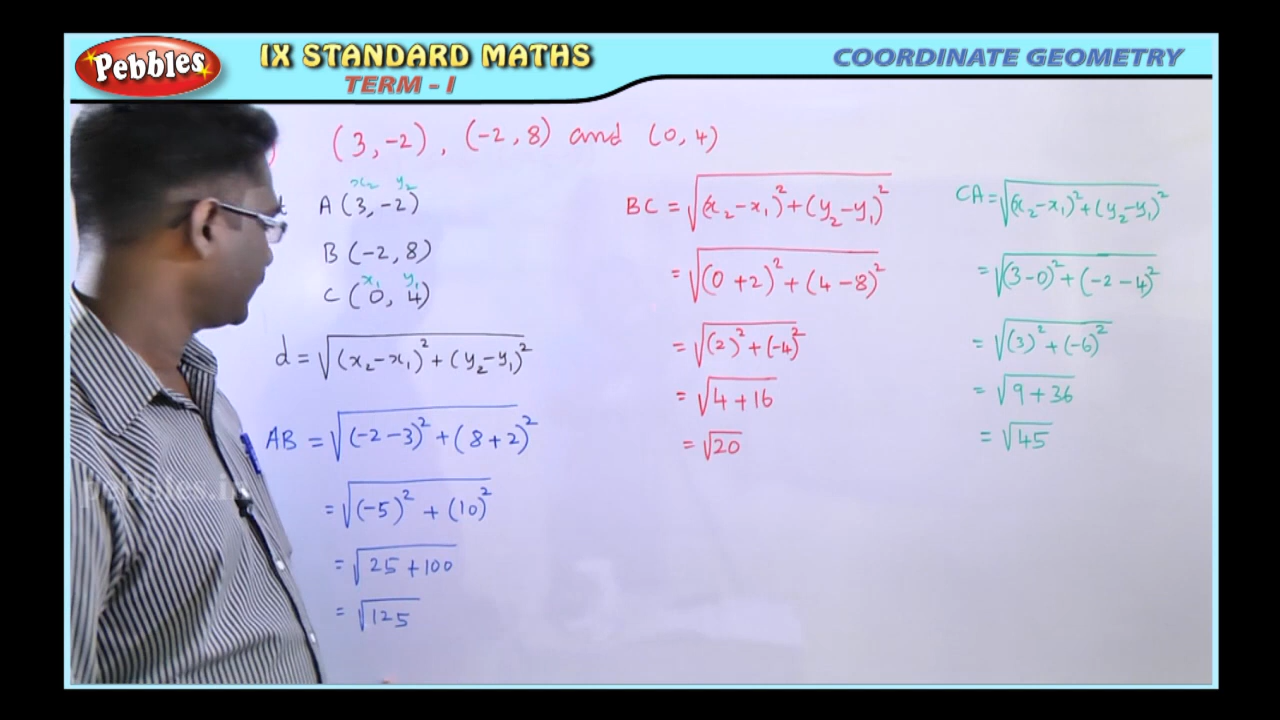 Pebbles
IX STANDARD MATHS
TERM - I
COORDINATE GEOMETRY
(3, -2), (-2, 8) and (0, 4)
x₂ y₂
A (3, -2)
B (-2, 8)
x₁ y₁
C (0, 4)
d = √((x₂ - x₁)² + (y₂ - y₁)²)
AB = √((-2 - 3)² + (8 + 2)²)
= √((-5)² + (10)²)
= √(25 + 100)
= √125
BC = √((x₂ - x₁)² + (y₂ - y₁)²)
= √((0 + 2)² + (4 - 8)²)
= √((2)² + (-4)²)
= √(4 + 16)
= √20
CA = √((x₂ - x₁)² + (y₂ - y₁)²)
= √((3 - 0)² + (-2 - 4)²)
= √((3)² + (-6)²)
= √(9 + 36)
= √45